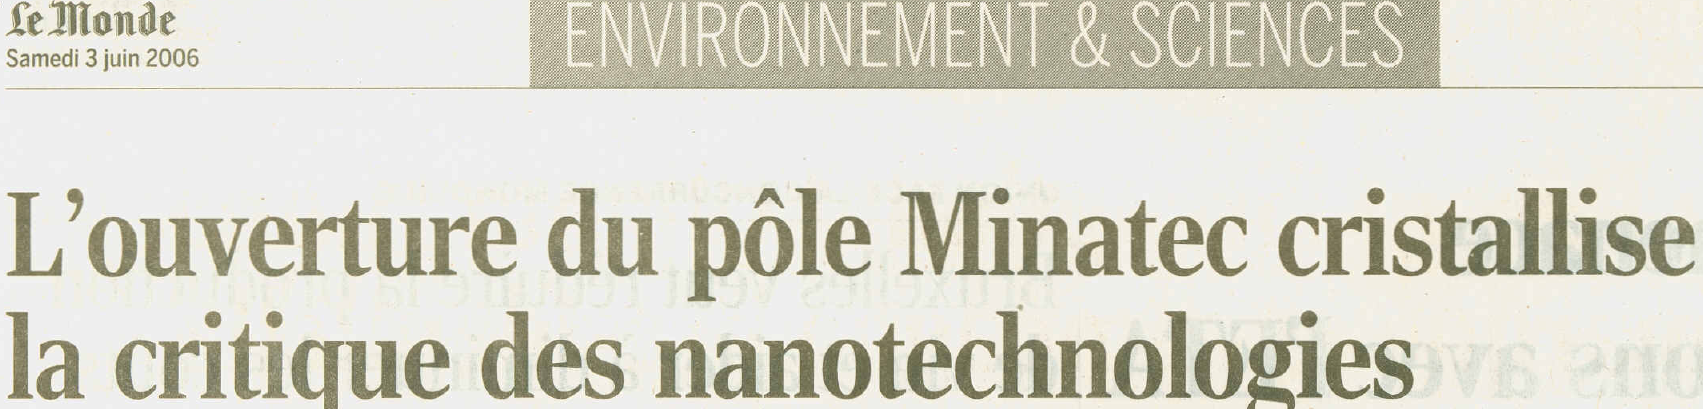 Le Monde
Samedi 3 juin 2006
ENVIRONNEMENT & SCIENCES
L'ouverture du pôle Minatec cristallise
la critique des nanotechnologies